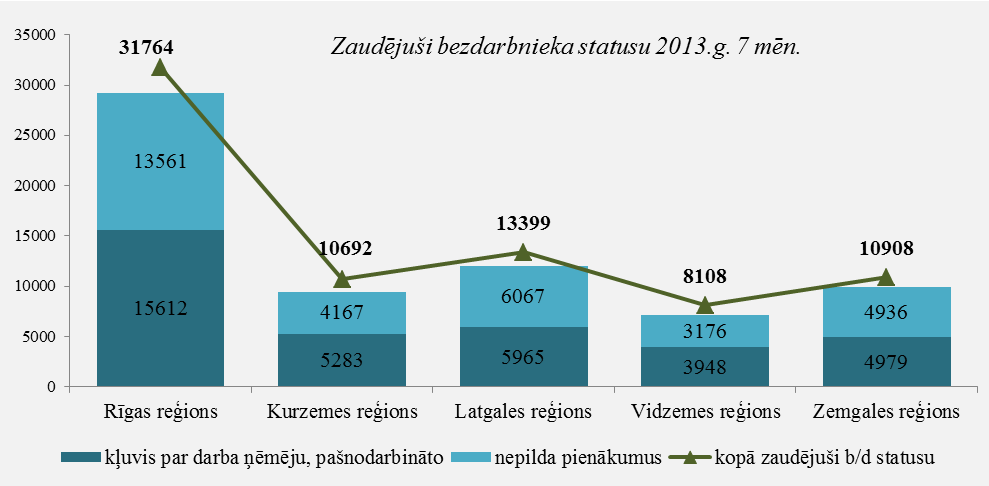 Zaudējuši bezdarbnieka statusu 2013.g. 7 mēn.
35000
30000
25000
20000
15000
10000
5000
0
31764
10692
13399
8108
10908
13561
4167
6067
3176
4936
15612
5283
5965
3948
4979
Rīgas reģions
Kurzemes reģions
Latgales reģions
Vidzemes reģions
Zemgales reģions
kļuvis par darba ņēmēju, pašnodarbināto
nepilda pienākumus
kopā zaudējuši b/d statusu